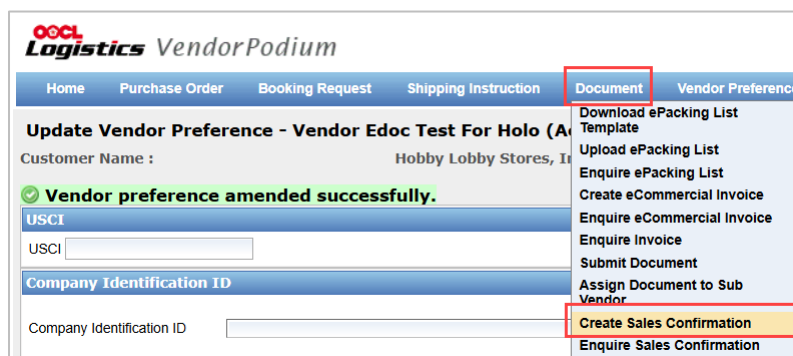 OOCL
Logistics VendorPodium
Home Purchase Order Booking Request Shipping Instruction Document Vendor Preference
Update Vendor Preference - Vendor Edoc Test For Holo (A
Customer Name : Hobby Lobby Stores, I
Vendor preference amended successfully.
USCI
USCI
Company Identification ID
Company Identification ID
Download ePacking List
Template
Upload ePacking List
Enquire ePacking List
Create eCommercial Invoice
Enquire eCommercial Invoice
Enquire Invoice
Submit Document
Assign Document to Sub
Vendor
Create Sales Confirmation
Enquire Sales Confirmation